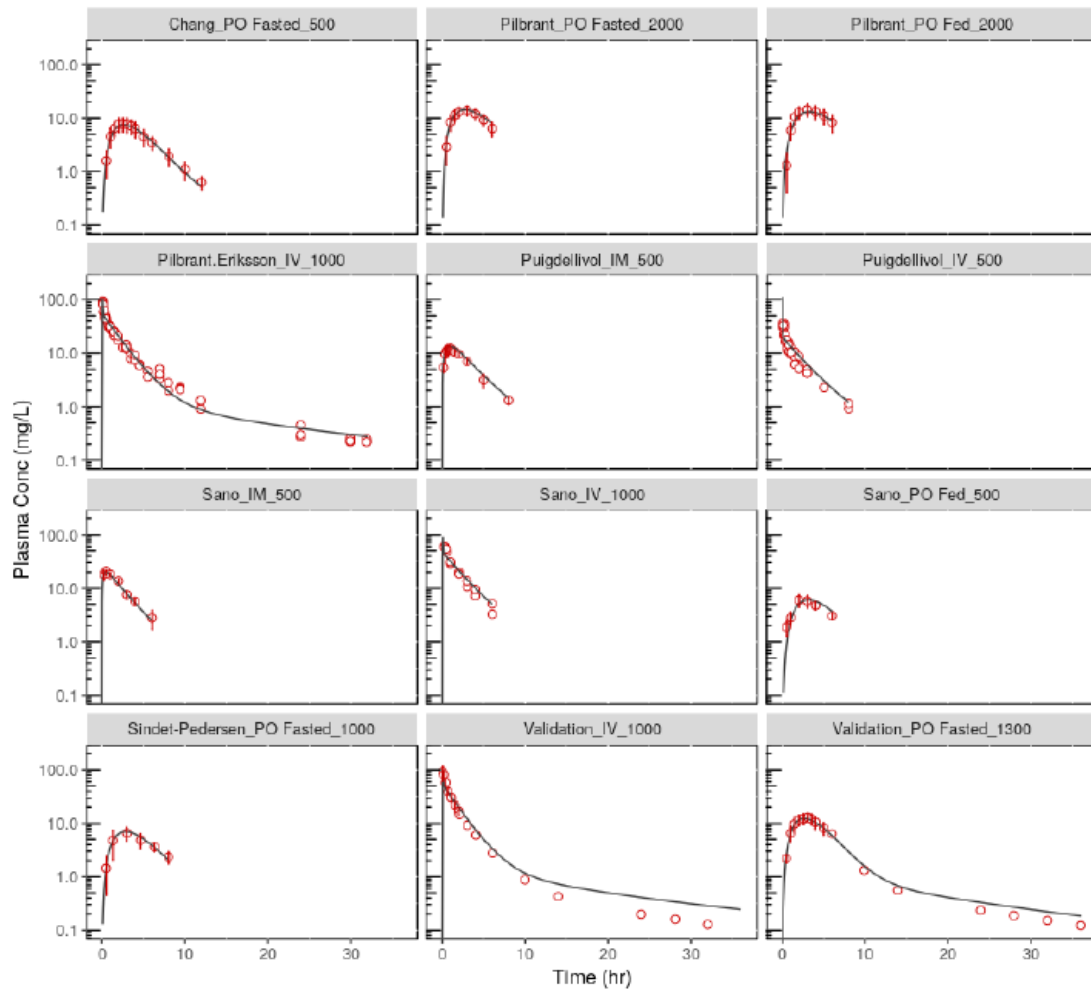 Chang_PO Fasted_500 Pilbrant_PO Fasted_2000 Pilbrant_PO Fed_2000
100.0
10.0
1.0
0.1
Pilbrant.Eriksson_IV_1000 Puigdellivol_IM_500 Puigdellivol_IV_500
100.0
10.0
1.0
0.1
Plasma Conc (mg/L)
Sano_IM_500 Sano_IV_1000 Sano_PO Fed_500
100.0
10.0
1.0
0.1
Sindet-Pedersen_PO Fasted_1000 Validation_IV_1000 Validation_PO Fasted_1300
100.0
10.0
1.0
0.1
0 10 20 30 0 10 20 30 0 10 20 30
Time (hr)